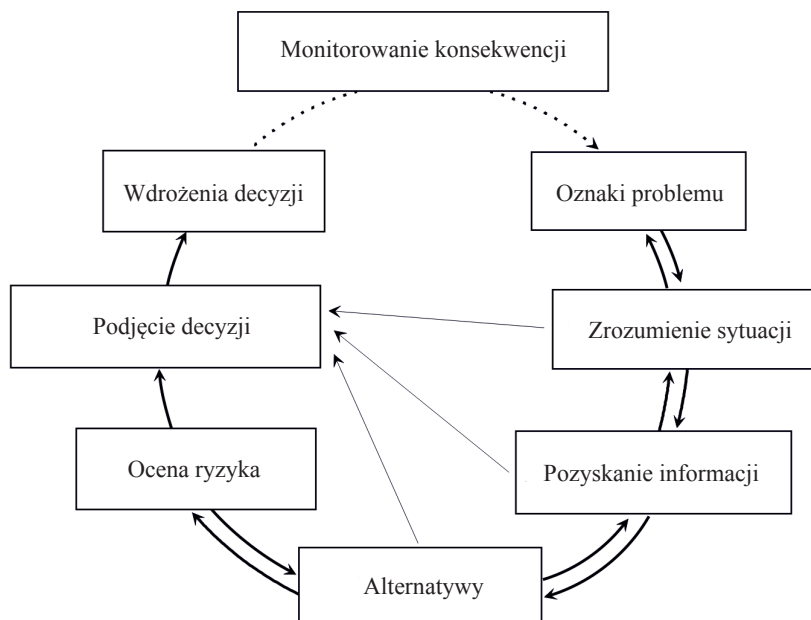 Monitorowanie konsekwencji
Wdrożenia decyzji
Oznaki problemu
Podjęcie decyzji
Zrozumienie sytuacji
Ocena ryzyka
Pozyskanie informacji
Alternatywy